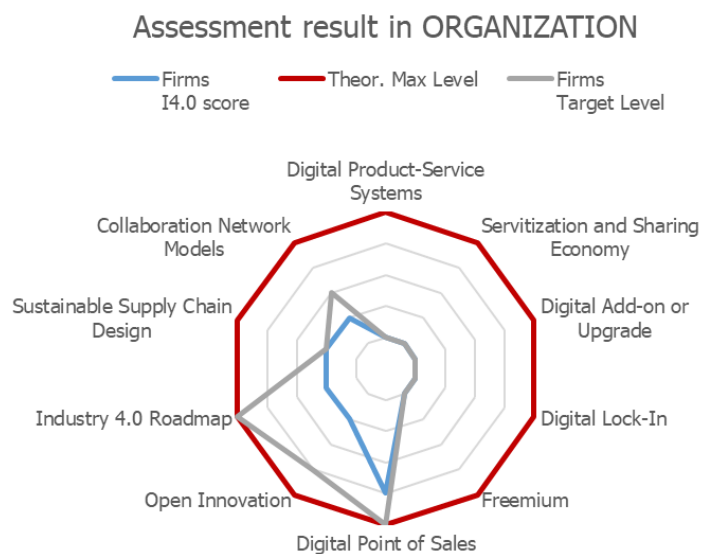 Assessment result in ORGANIZATION
Firms
I4.0 score
Theor. Max Level
Firms
Target Level
Digital Product-Service
Systems
Servitization and Sharing
Economy
Digital Add-on or
Upgrade
Digital Lock-In
Freemium
Digital Point of Sales
Open Innovation
Industry 4.0 Roadmap
Sustainable Supply Chain
Design
Collaboration Network
Models